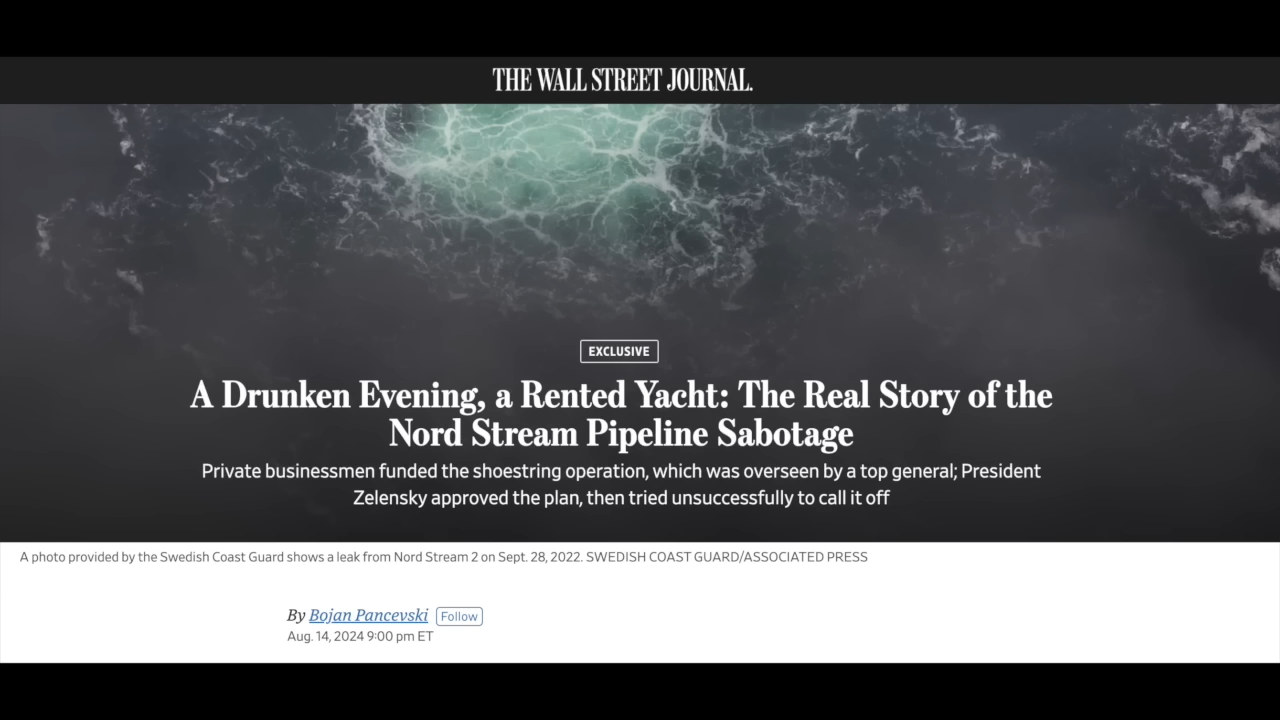 THE WALL STREET JOURNAL.
EXCLUSIVE
A Drunken Evening, a Rented Yacht: The Real Story of the
Nord Stream Pipeline Sabotage
Private businessmen funded the shoestring operation, which was overseen by a top general; President
Zelensky approved the plan, then tried unsuccessfully to call it off
A photo provided by the Swedish Coast Guard shows a leak from Nord Stream 2 on Sept. 28, 2022. SWEDISH COAST GUARD/ASSOCIATED PRESS
By Bojan Pancevski Follow
Aug. 14, 2024 9:00 pm ET